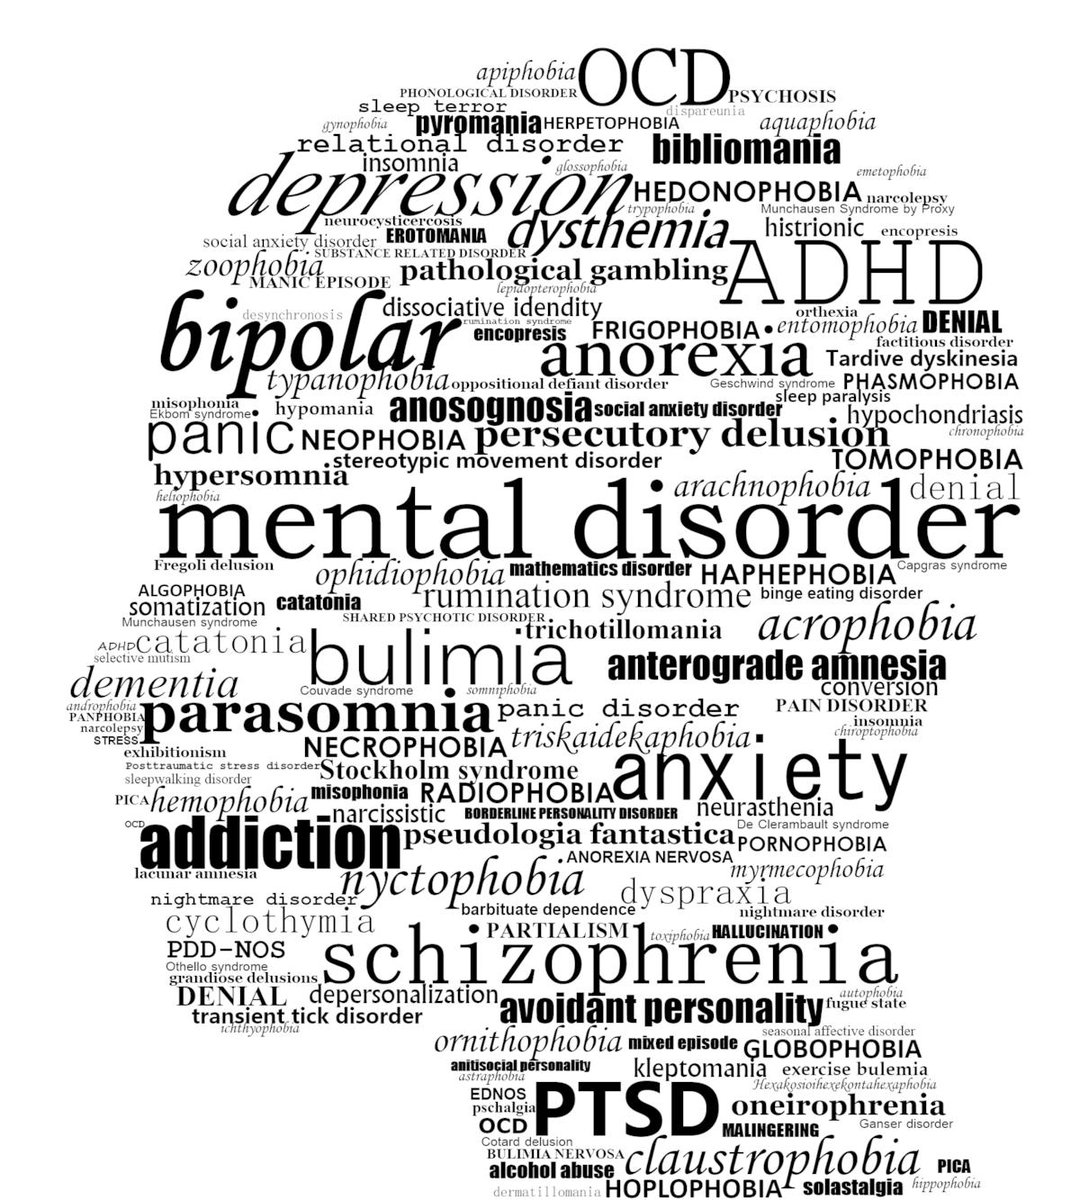 apiphobia OCD
PHONOLOGICAL DISORDER PSYCHOSIS
sleep terror dispareunia
gynophobia pyromania HERPETOPHOBIA aquaphobia
relational disorder bibliomania
insomnia glossophobia emetophobia
depression HEDONOPHOBIA narcolepsy
trypophobia Munchausen Syndrome by Proxy
neurocysticercosis dysthemia histrionic encopresis
social anxiety disorder EROTOMANIA
SUBSTANCE RELATED DISORDER ADHD
zoophobia pathological gambling
MANIC EPISODE lepidopterophobia
bipolar dissociative idendity orthexia
desynchronosis rumination syndrome entomophobia DENIAL
encopresis FRIGOPHOBIA factitious disorder
anorexia Tardive dyskinesia
typanophobia oppositional defiant disorder Geschwind syndrome PHASMOPHOBIA
misophonia sleep paralysis
Ekbom syndrome hypomania anosognosia social anxiety disorder hypochondriasis
panic NEOPHOBIA persecutory delusion chronophobia
stereotypic movement disorder TOMOPHOBIA
hypersomnia arachnophobia denial
heliophobia
mental disorder
Fregoli delusion ophidiophobia mathematics disorder HAPHEPHOBIA Capgras syndrome
ALGOPHOBIA rumination syndrome binge eating disorder
somatization catatonia
Munchausen syndrome SHARED PSYCHOTIC DISORDER acrophobia
ADHD catatonia trichotillomania
selective mutism bulimia anterograde amnesia
dementia Couvade syndrome somniphobia conversion
androphobia parasomnia panic disorder PAIN DISORDER
PANPHOBIA insomnia
narcolepsy triskaidekaphobia chiroptophobia
STRESS NECROPHOBIA anxiety
exhibitionism
Posttraumatic stress disorder Stockholm syndrome
sleepwalking disorder
PICA hemophobia misophonia RADIOPHOBIA neurasthenia
OCD narcissistic BORDERLINE PERSONALITY DISORDER De Clerambault syndrome
addiction pseudologia fantastica PORNOPHOBIA
ANOREXIA NERVOSA
lacunar amnesia nyctophobia myrmecophobia
nightmare disorder dyspraxia
barbituate dependence nightmare disorder
cyclothymia PARTIALISM toxiphobia HALLUCINATION
PDD-NOS schizophrenia
Othello syndrome
grandiose delusions
DENIAL depersonalization avoidant personality autophobia
fugue state
transient tick disorder
ichthyophobia seasonal affective disorder
ornithophobia mixed episode GLOBOPHOBIA
anitisocial personality kleptomania exercise bulemia
astraphobia Hexakosioihexekontahexaphobia
EDNOS PTSD oneirophrenia
pschalgia
OCD MALINGERING Ganser disorder
Cotard delusion
BULIMIA NERVOSA claustrophobia
alcohol abuse PICA
dermatillomania HOPLOPHOBIA solastalgia hippophobia